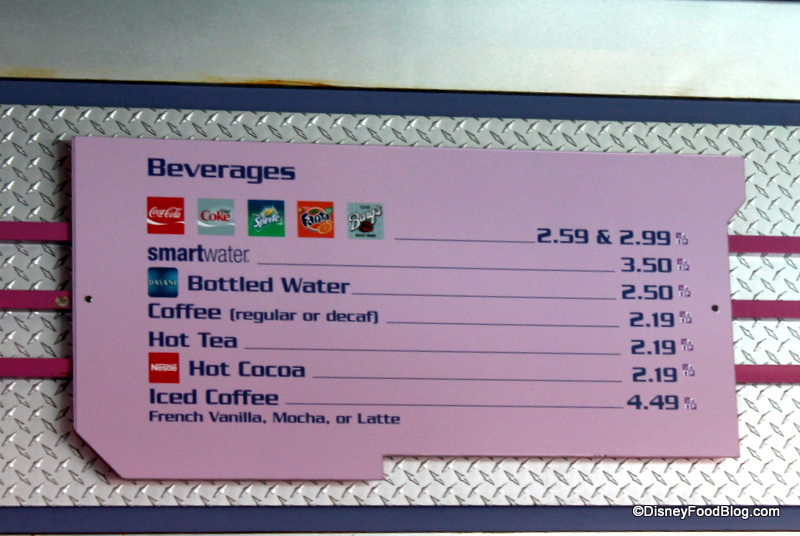 Beverages
Coca-Cola Diet Coke Sprite Fanta Barq's 2.59 & 2.99
smartwater 3.50
DASANI Bottled Water 2.50
Coffee (regular or decaf) 2.19
Hot Tea 2.19
Nestle Hot Cocoa 2.19
Iced Coffee 4.49
French Vanilla, Mocha, or Latte
©DisneyFoodBlog.com